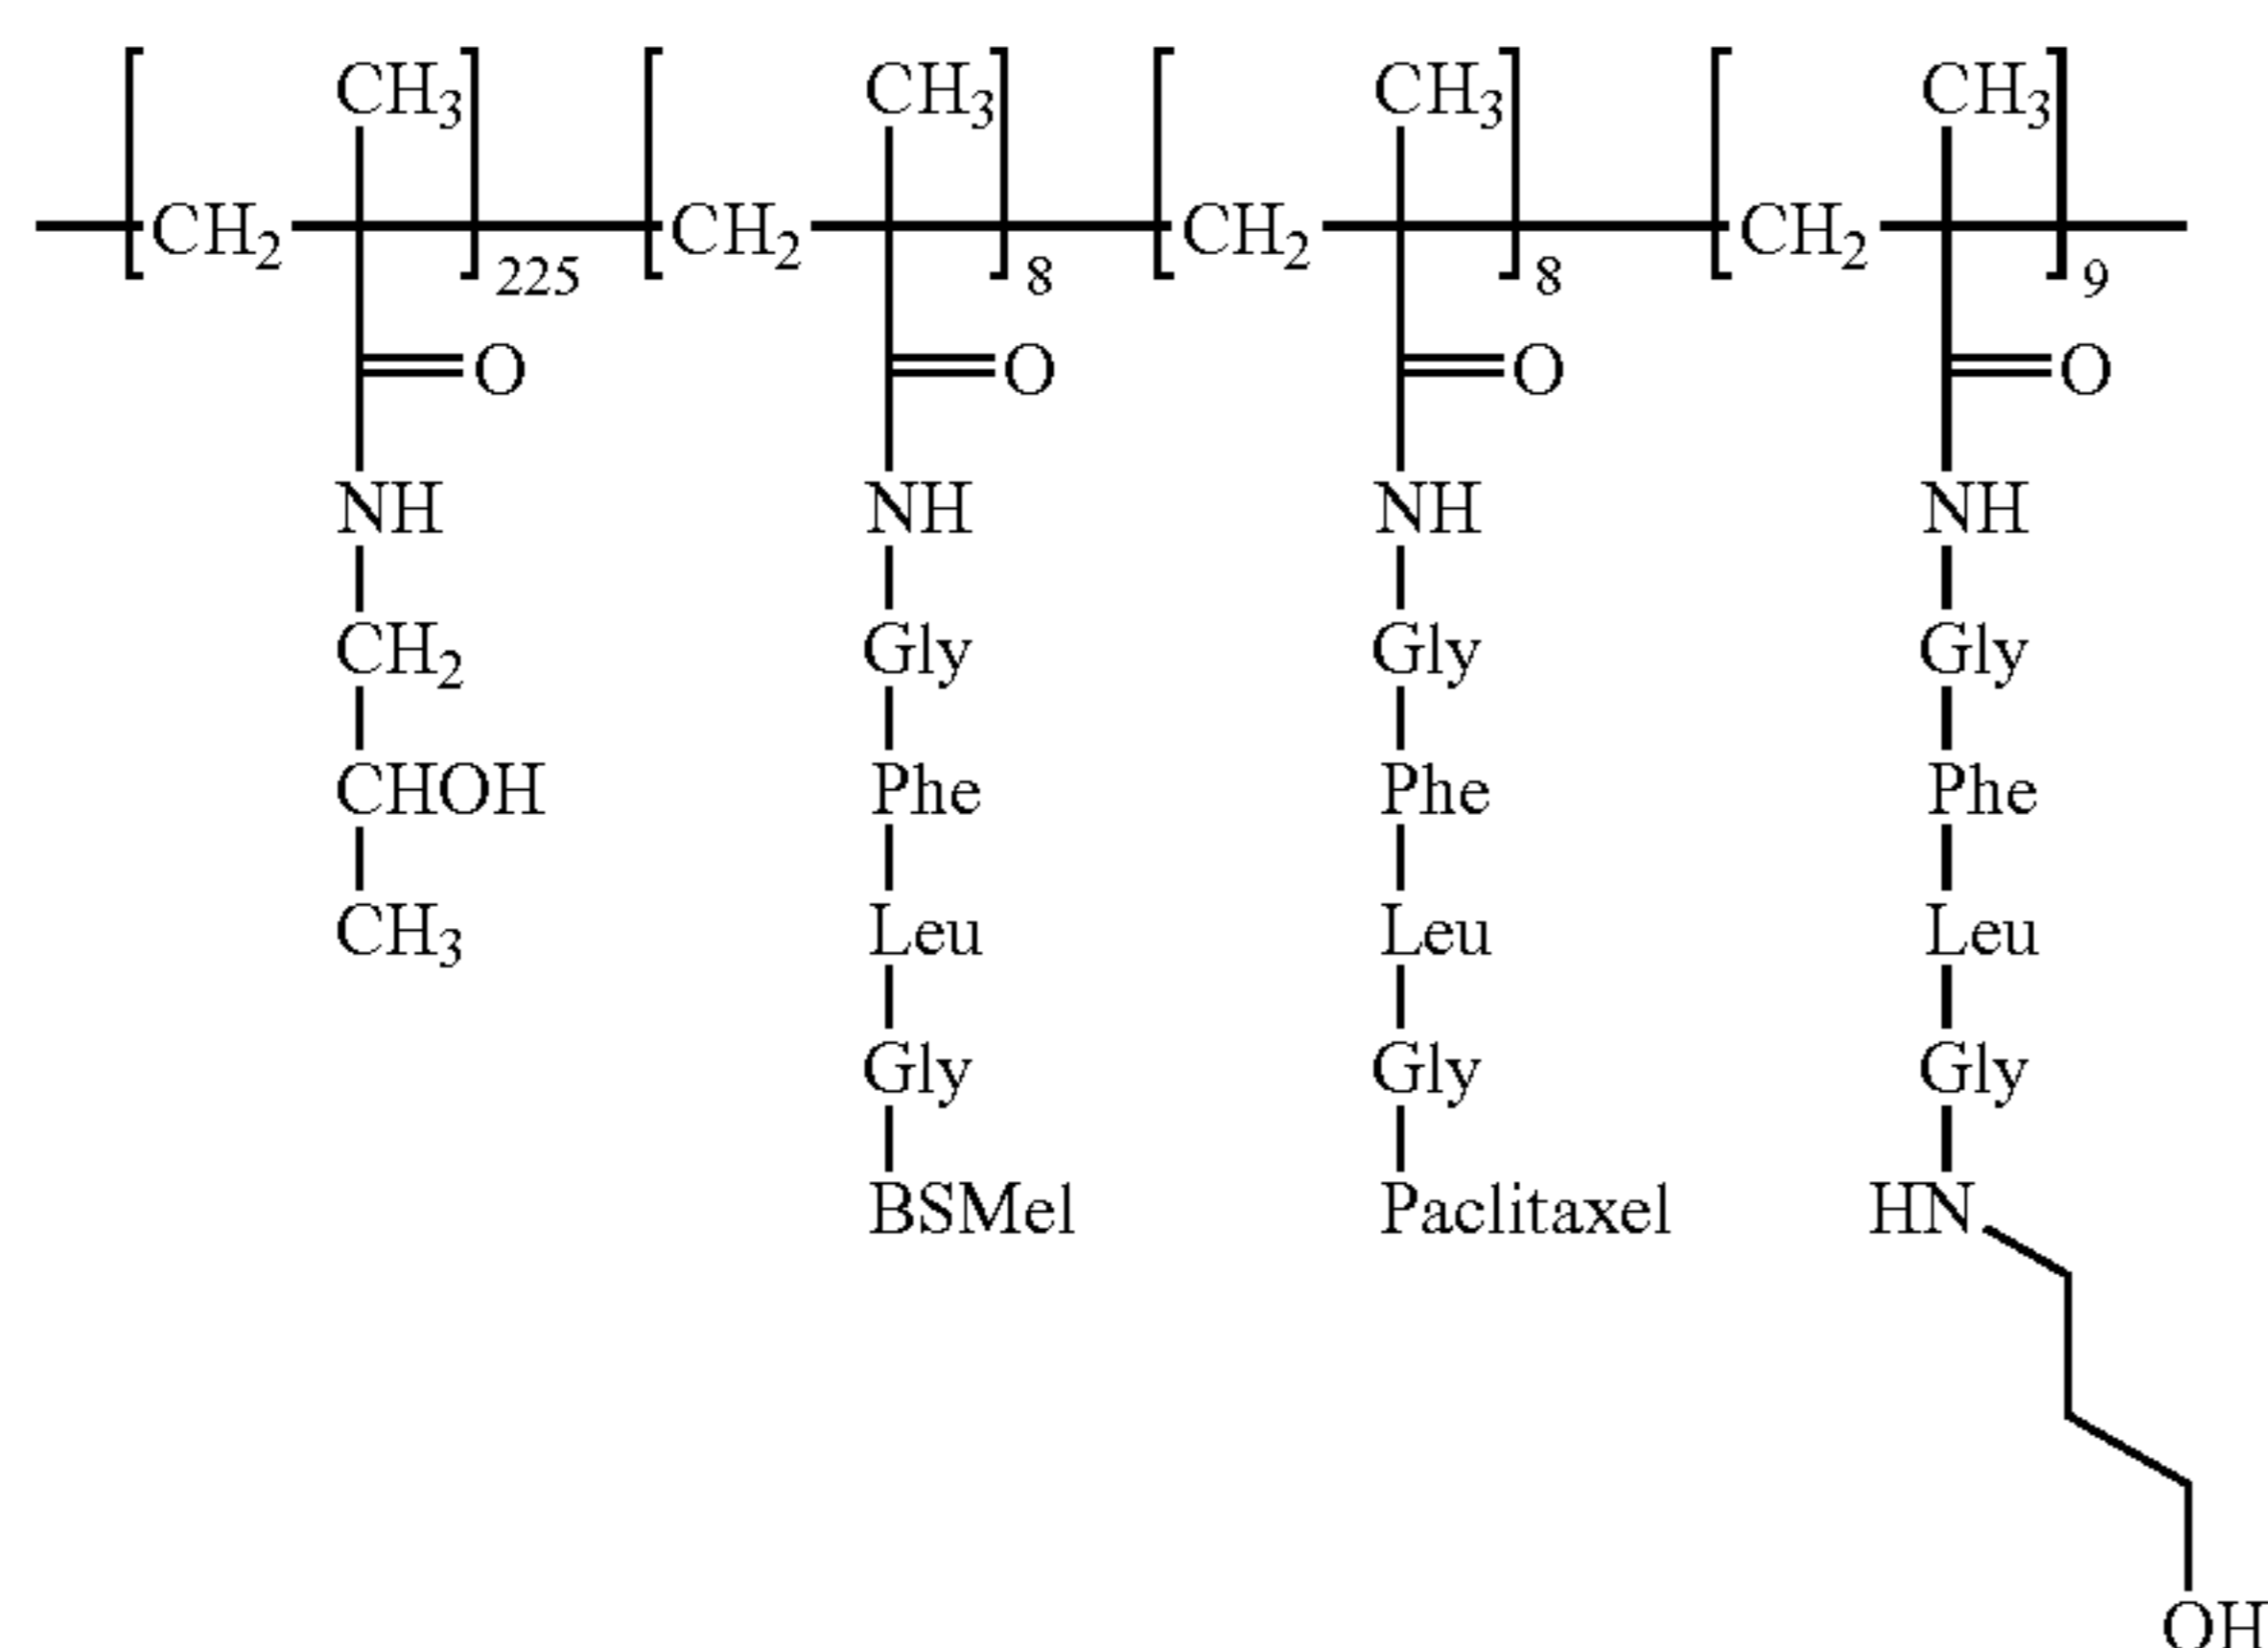 CH3 CH3 CH3 CH3
CH2 CH2 CH2 CH2
225 8 8 9
O O O O
NH NH NH NH
CH2 Gly Gly Gly
CHOH Phe Phe Phe
CH3 Leu Leu Leu
Gly Gly Gly
BSMel Paclitaxel HN
OH